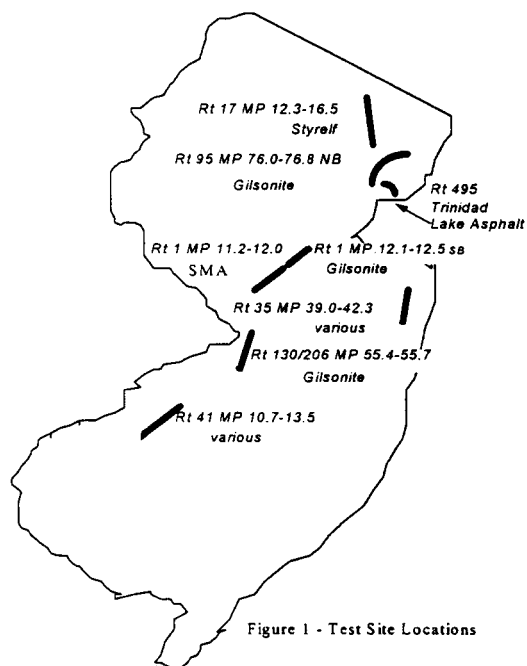 Rt 17 MP 12.3-16.5
Styrelf
Rt 95 MP 76.0-76.8 NB
Gilsonite
Rt 495
Trinidad
Lake Asphalt
Rt 1 MP 11.2-12.0
SMA
Rt 1 MP 12.1-12.5 SB
Gilsonite
Rt 35 MP 39.0-42.3
various
Rt 130/206 MP 55.4-55.7
Gilsonite
Rt 41 MP 10.7-13.5
various
Figure 1 - Test Site Locations